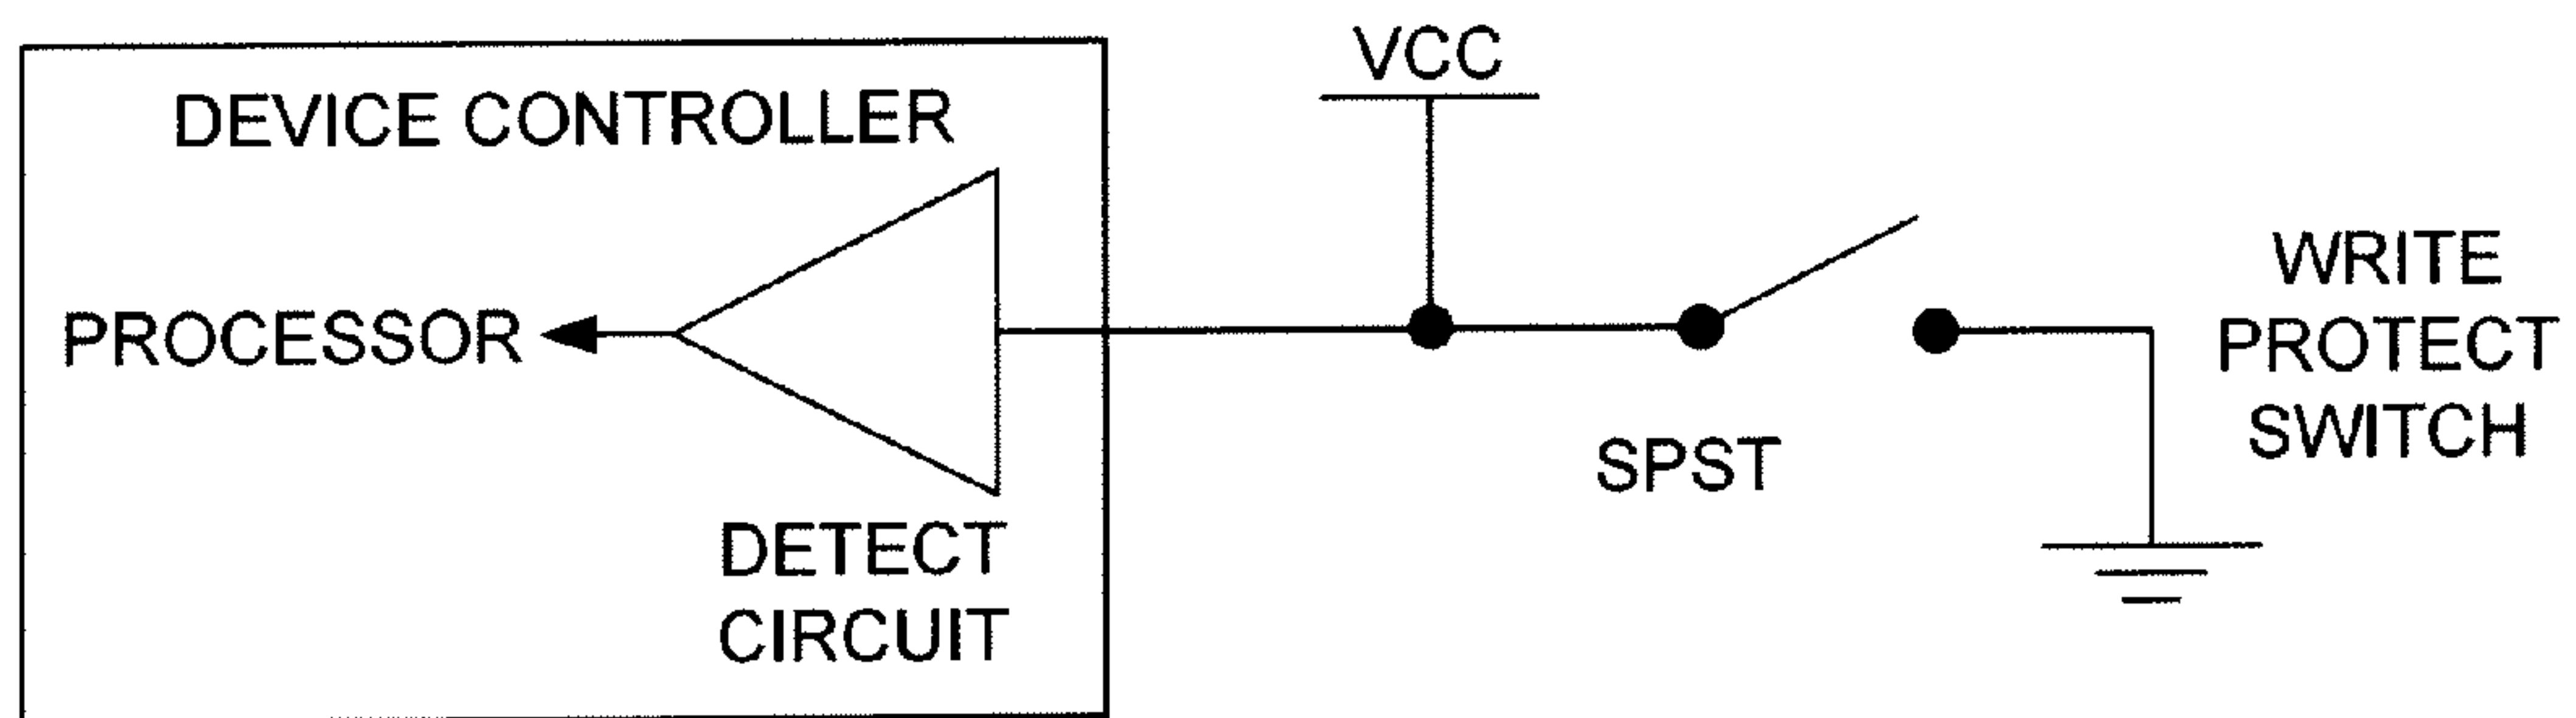 VCC
DEVICE CONTROLLER
PROCESSOR
DETECT
CIRCUIT
SPST
WRITE
PROTECT
SWITCH